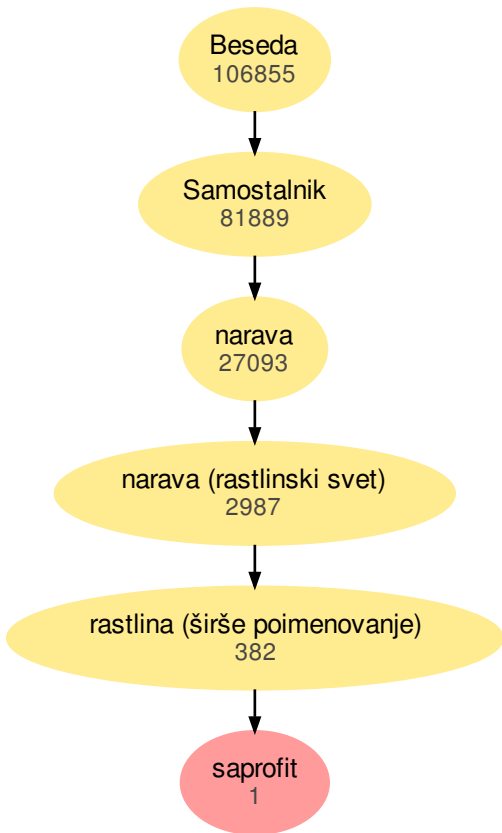 Beseda
106855
Samostalnik
81889
narava
27093
narava (rastlinski svet)
2987
rastlina (širše poimenovanje)
382
saprofit
1